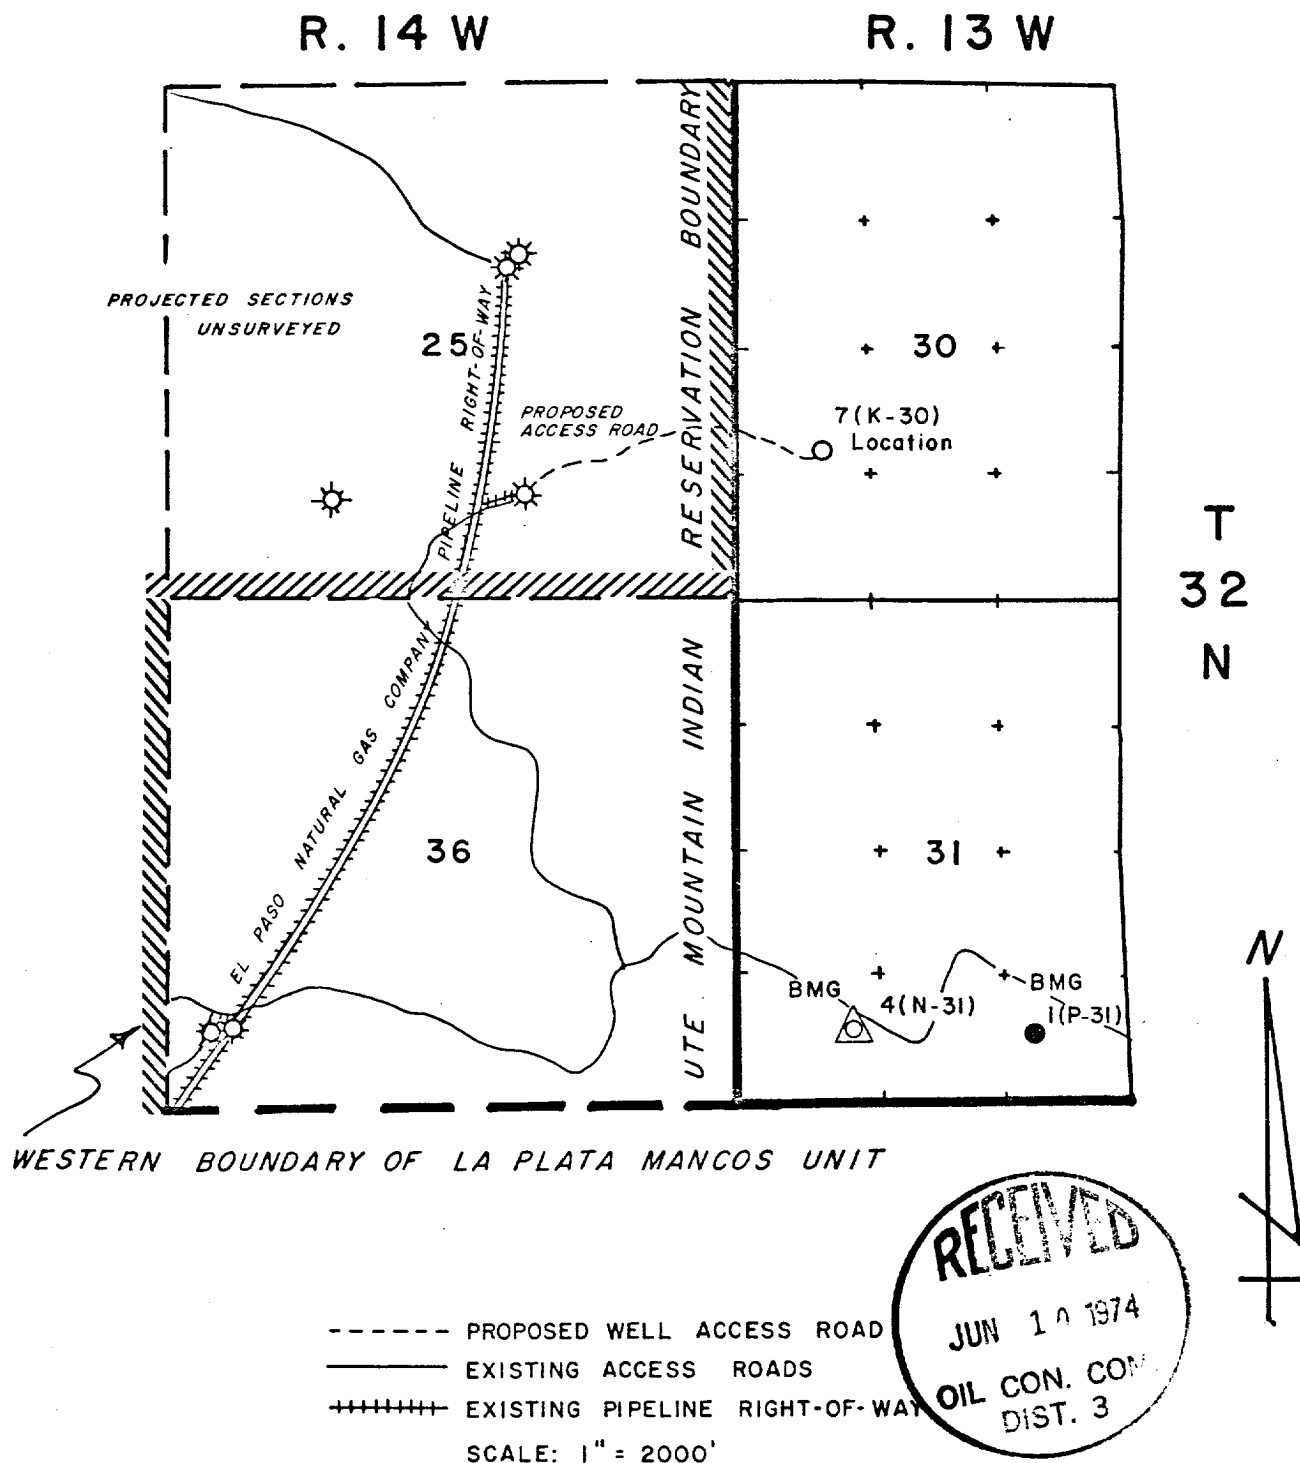 R. 14 W
R. 13 W
PROJECTED SECTIONS
UNSURVEYED
25
30
PROPOSED
ACCESS ROAD
7(K-30)
Location
T
32
N
UTE MOUNTAIN INDIAN RESERVATION BOUNDARY
EL PASO NATURAL GAS COMPANY PIPELINE RIGHT-OF-WAY
36
31
BMG
4(N-31)
BMG
1(P-31)
N
WESTERN BOUNDARY OF LA PLATA MANCOS UNIT
RECEIVED
JUN 1 1974
OIL CON. COM
DIST. 3
PROPOSED WELL ACCESS ROAD
EXISTING ACCESS ROADS
EXISTING PIPELINE RIGHT-OF-WAY
SCALE: 1" = 2000'